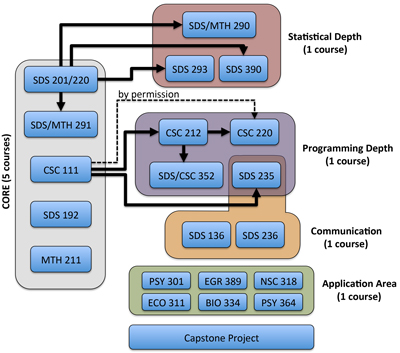 SDS/MTH 290
Statistical Depth
(1 course)
SDS 201/220
SDS 293
SDS 390
SDS/MTH 291
by permission
CORE (5 courses)
CSC 111
CSC 212
CSC 220
Programming Depth
(1 course)
SDS/CSC 352
SDS 235
SDS 192
SDS 136
SDS 236
Communication
(1 course)
MTH 211
PSY 301
EGR 389
NSC 318
Application Area
(1 course)
ECO 311
BIO 334
PSY 364
Capstone Project